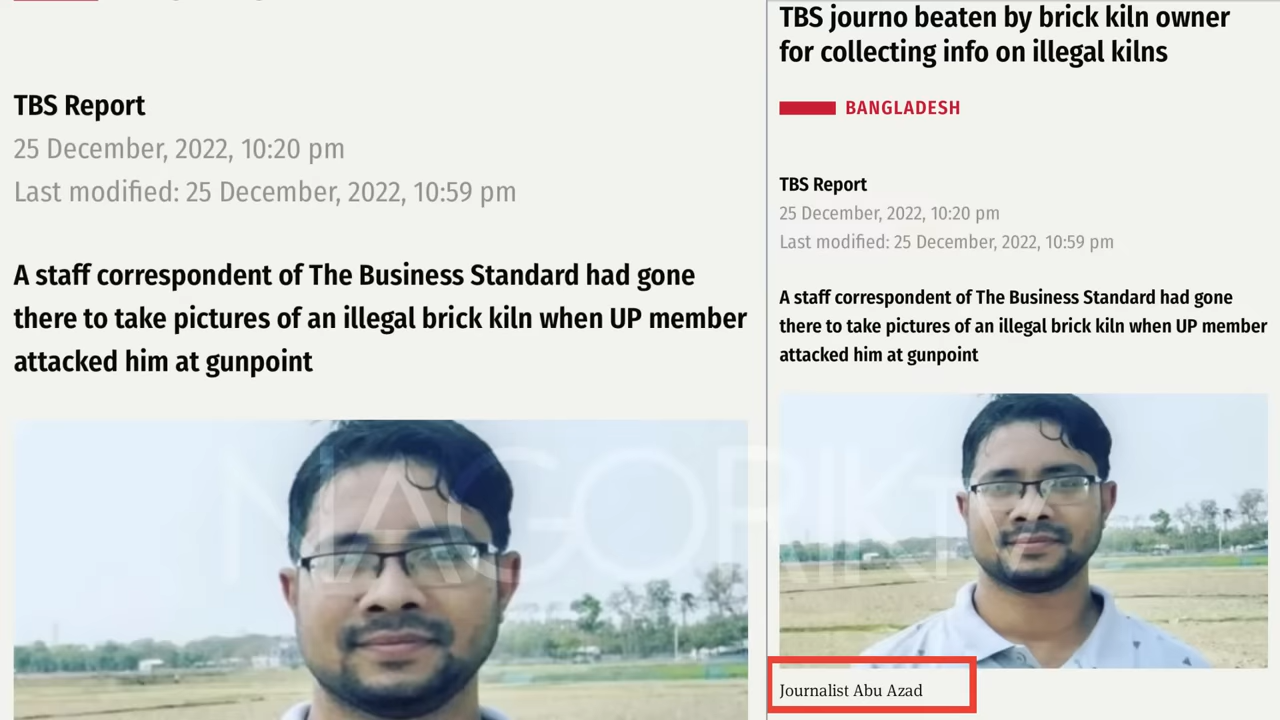 TBS Report
25 December, 2022, 10:20 pm
Last modified: 25 December, 2022, 10:59 pm
A staff correspondent of The Business Standard had gone
there to take pictures of an illegal brick kiln when UP member
attacked him at gunpoint
TBS journo beaten by brick kiln owner
for collecting info on illegal kilns
BANGLADESH
TBS Report
25 December, 2022, 10:20 pm
Last modified: 25 December, 2022, 10:59 pm
A staff correspondent of The Business Standard had gone
there to take pictures of an illegal brick kiln when UP member
attacked him at gunpoint
Journalist Abu Azad
NAGORIKTV